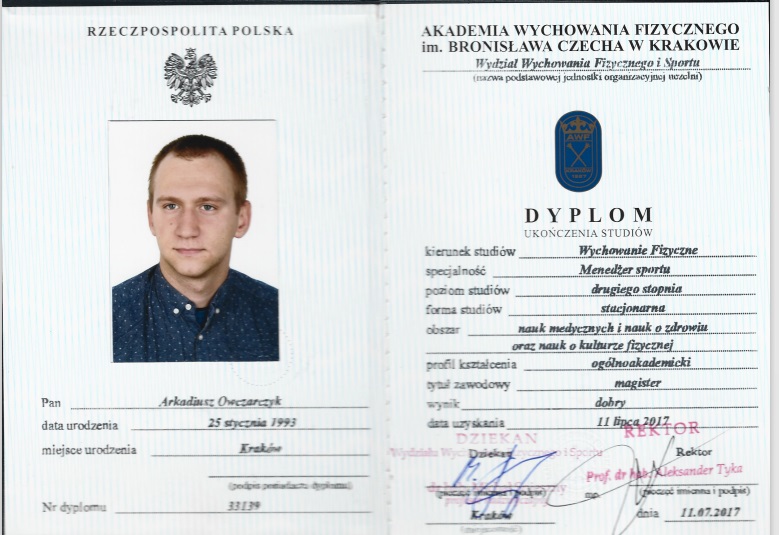 RZECZPOSPOLITA POLSKA
Pan Arkadiusz Owczarczyk
data urodzenia 25 stycznia 1993
miejsce urodzenia Kraków
(podpis posiadacza dyplomu)
Nr dyplomu 33139
AKADEMIA WYCHOWANIA FIZYCZNEGO
im. BRONISŁAWA CZECHA W KRAKOWIE
Wydział Wychowania Fizycznego i Sportu
(nazwa podstawowej jednostki organizacyjnej uczelni)
AWF
DYPLOM
UKOŃCZENIA STUDIÓW
kierunek studiów Wychowanie Fizyczne
specjalność Menedżer sportu
poziom studiów drugiego stopnia
forma studiów stacjonarna
obszar nauk medycznych i nauk o zdrowiu
oraz nauk o kulturze fizycznej
profil kształcenia ogólnoakademicki
tytuł zawodowy magister
wynik dobry
data uzyskania 11 lipca 2017
DZIEKAN REKTOR
Wydziału Wychowania Fizycznego i Sportu
Dziekan Rektor
Prof. dr hab. Aleksander Tyka
(pieczęć imienna i podpis) mp. (pieczęć imienna i podpis)
Kraków dnia 11.07.2017
(miejscowość)